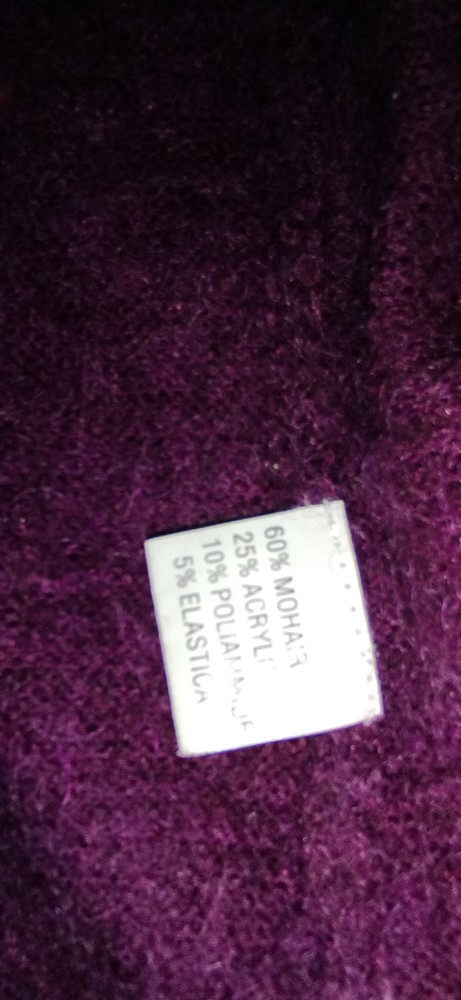 60% MOHAIR
25%
10%
5% ELASTICA